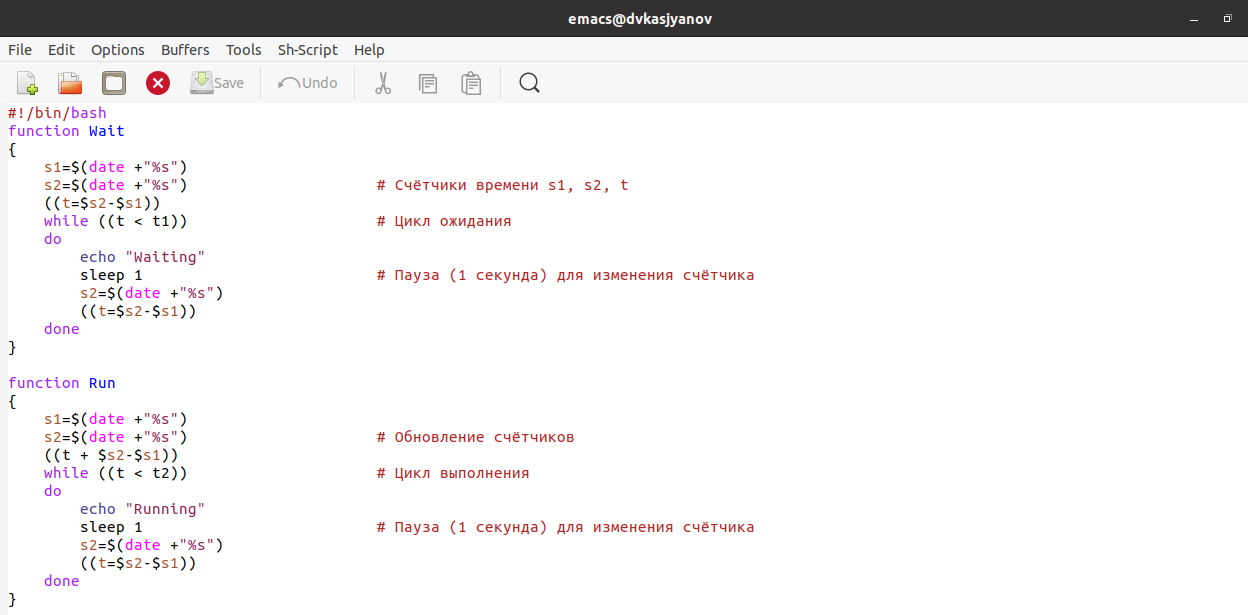 emacs@dvkasjyanov
File Edit Options Buffers Tools Sh-Script Help
Save Undo
#!/bin/bash
function Wait
{
    s1=$(date +"%s")
    s2=$(date +"%s")                     # Счётчики времени s1, s2, t
    ((t=$s2-$s1))
    while ((t < t1))                     # Цикл ожидания
    do
        echo "Waiting"
        sleep 1                          # Пауза (1 секунда) для изменения счётчика
        s2=$(date +"%s")
        ((t=$s2-$s1))
    done
}

function Run
{
    s1=$(date +"%s")
    s2=$(date +"%s")                     # Обновление счётчиков
    ((t + $s2-$s1))
    while ((t < t2))                     # Цикл выполнения
    do
        echo "Running"
        sleep 1                          # Пауза (1 секунда) для изменения счётчика
        s2=$(date +"%s")
        ((t=$s2-$s1))
    done
}